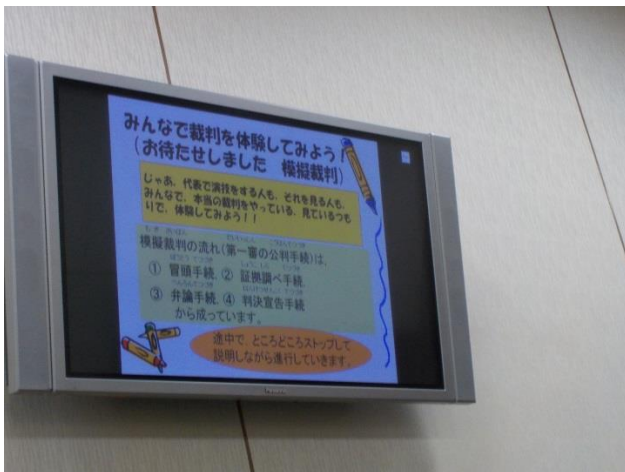 みんなで裁判を体験してみよう！
（お待たせしました　模擬裁判）
じゃあ、代表で演技をする人も、それを見る人も、
みんなで、本当の裁判をやっている、見ているつも
りで、体験してみよう！！
模擬裁判の流れ（第一審の公判手続）は、
① 冒頭手続、② 証拠調べ手続、
③ 弁論手続、④ 判決宣告手続
から成っています。
途中で、ところどころストップして
説明しながら進行していきます。